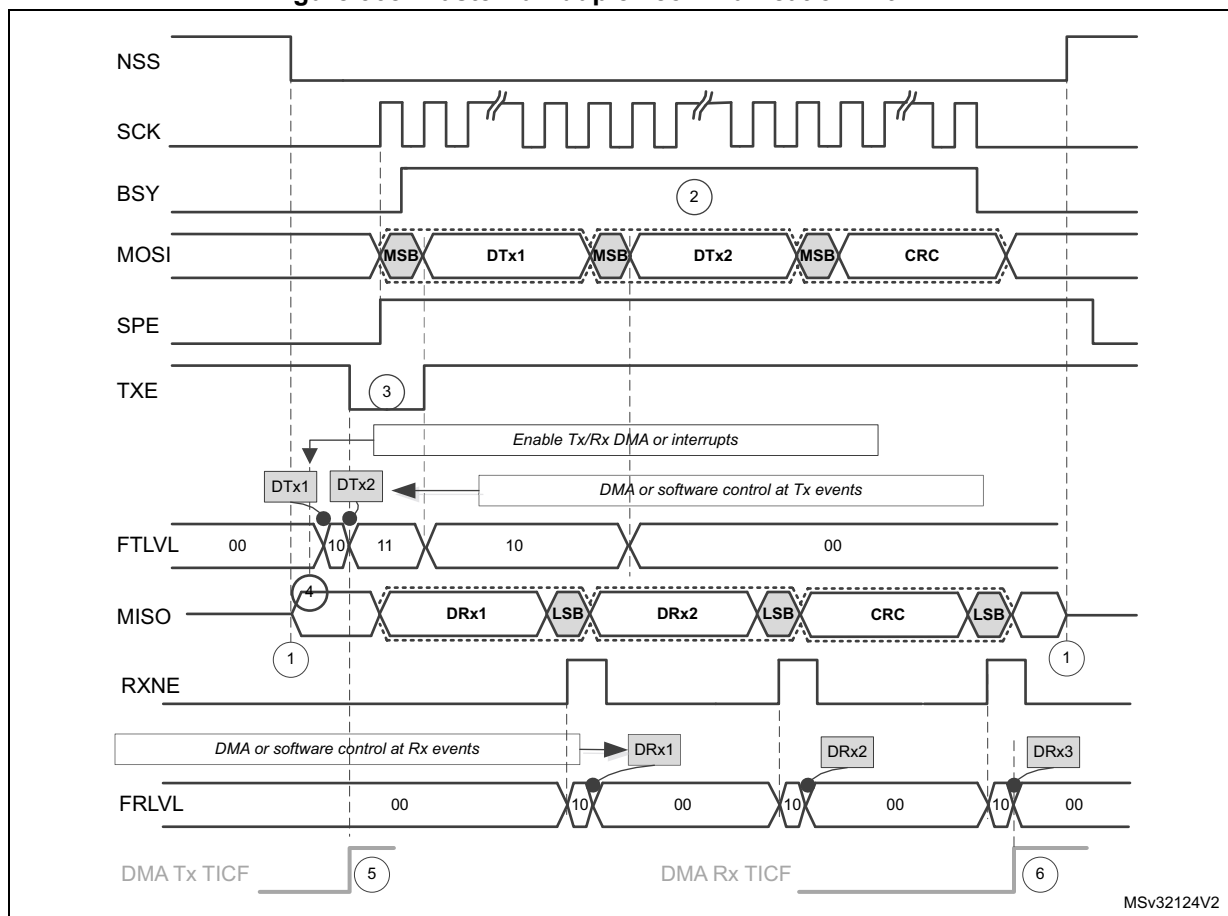 NSS
SCK
BSY
2
MOSI
MSB DTx1 MSB DTx2 MSB CRC
SPE
TXE
3
Enable Tx/Rx DMA or interrupts
DTx1 DTx2
DMA or software control at Tx events
FTLVL 00 10 11 10 00
4
MISO
DRx1 LSB DRx2 LSB CRC LSB
1 1
RXNE
DMA or software control at Rx events DRx1 DRx2 DRx3
FRLVL 00 10 00 10 00 10 00
DMA Tx TICF 5 DMA Rx TICF 6
MSv32124V2